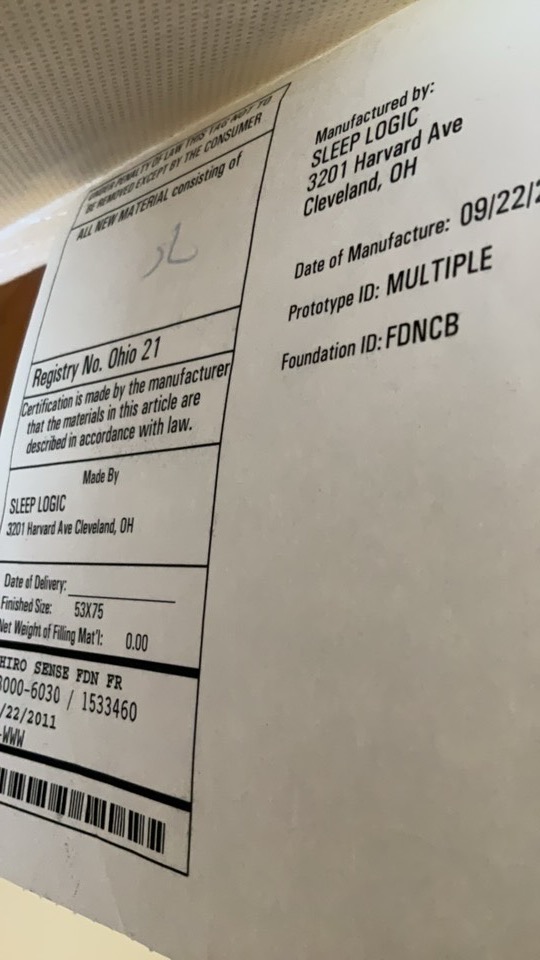 UNDER PENALTY OF LAW THIS TAG NOT TO
BE REMOVED EXCEPT BY THE CONSUMER
ALL NEW MATERIAL consisting of
Registry No. Ohio 21
Certification is made by the manufacturer
that the materials in this article are
described in accordance with law.
Made By
SLEEP LOGIC
3201 Harvard Ave Cleveland, OH
Date of Delivery:
Finished Size: 53X75
Net Weight of Filling Mat'l: 0.00
HIRO SENSE FDN FR
000-6030 / 1533460
/22/2011
-WWW
Manufactured by:
SLEEP LOGIC
3201 Harvard Ave
Cleveland, OH
Date of Manufacture: 09/22/2
Prototype ID: MULTIPLE
Foundation ID: FDNCB